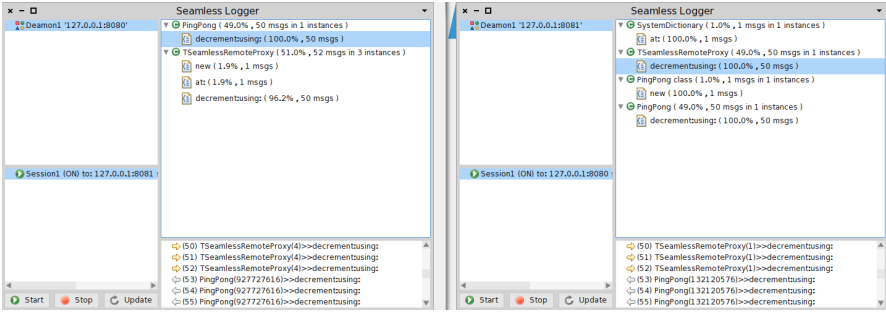 Seamless Logger
Deamon1 '127.0.0.1:8080'
PingPong ( 49.0% , 50 msgs in 1 instances )
decrement:using: ( 100.0% , 50 msgs )
TSeamlessRemoteProxy ( 51.0% , 52 msgs in 3 instances )
new ( 1.9% , 1 msgs )
at: ( 1.9% , 1 msgs )
decrement:using: ( 96.2% , 50 msgs )
Session1 (ON) to: 127.0.0.1:8081
(50) TSeamlessRemoteProxy(4)>>decrement:using:
(51) TSeamlessRemoteProxy(4)>>decrement:using:
(52) TSeamlessRemoteProxy(4)>>decrement:using:
(53) PingPong(927727616)>>decrement:using:
(54) PingPong(927727616)>>decrement:using:
(55) PingPong(927727616)>>decrement:using:
Start Stop Update
Seamless Logger
Deamon1 '127.0.0.1:8081'
SystemDictionary ( 1.0% , 1 msgs in 1 instances )
at: ( 100.0% , 1 msgs )
TSeamlessRemoteProxy ( 49.0% , 50 msgs in 1 instances )
decrement:using: ( 100.0% , 50 msgs )
PingPong class ( 1.0% , 1 msgs in 1 instances )
new ( 100.0% , 1 msgs )
PingPong ( 49.0% , 50 msgs in 1 instances )
decrement:using: ( 100.0% , 50 msgs )
Session1 (ON) to: 127.0.0.1:8080
(50) TSeamlessRemoteProxy(1)>>decrement:using:
(51) TSeamlessRemoteProxy(1)>>decrement:using:
(52) TSeamlessRemoteProxy(1)>>decrement:using:
(53) PingPong(132120576)>>decrement:using:
(54) PingPong(132120576)>>decrement:using:
(55) PingPong(132120576)>>decrement:using:
Start Stop Update